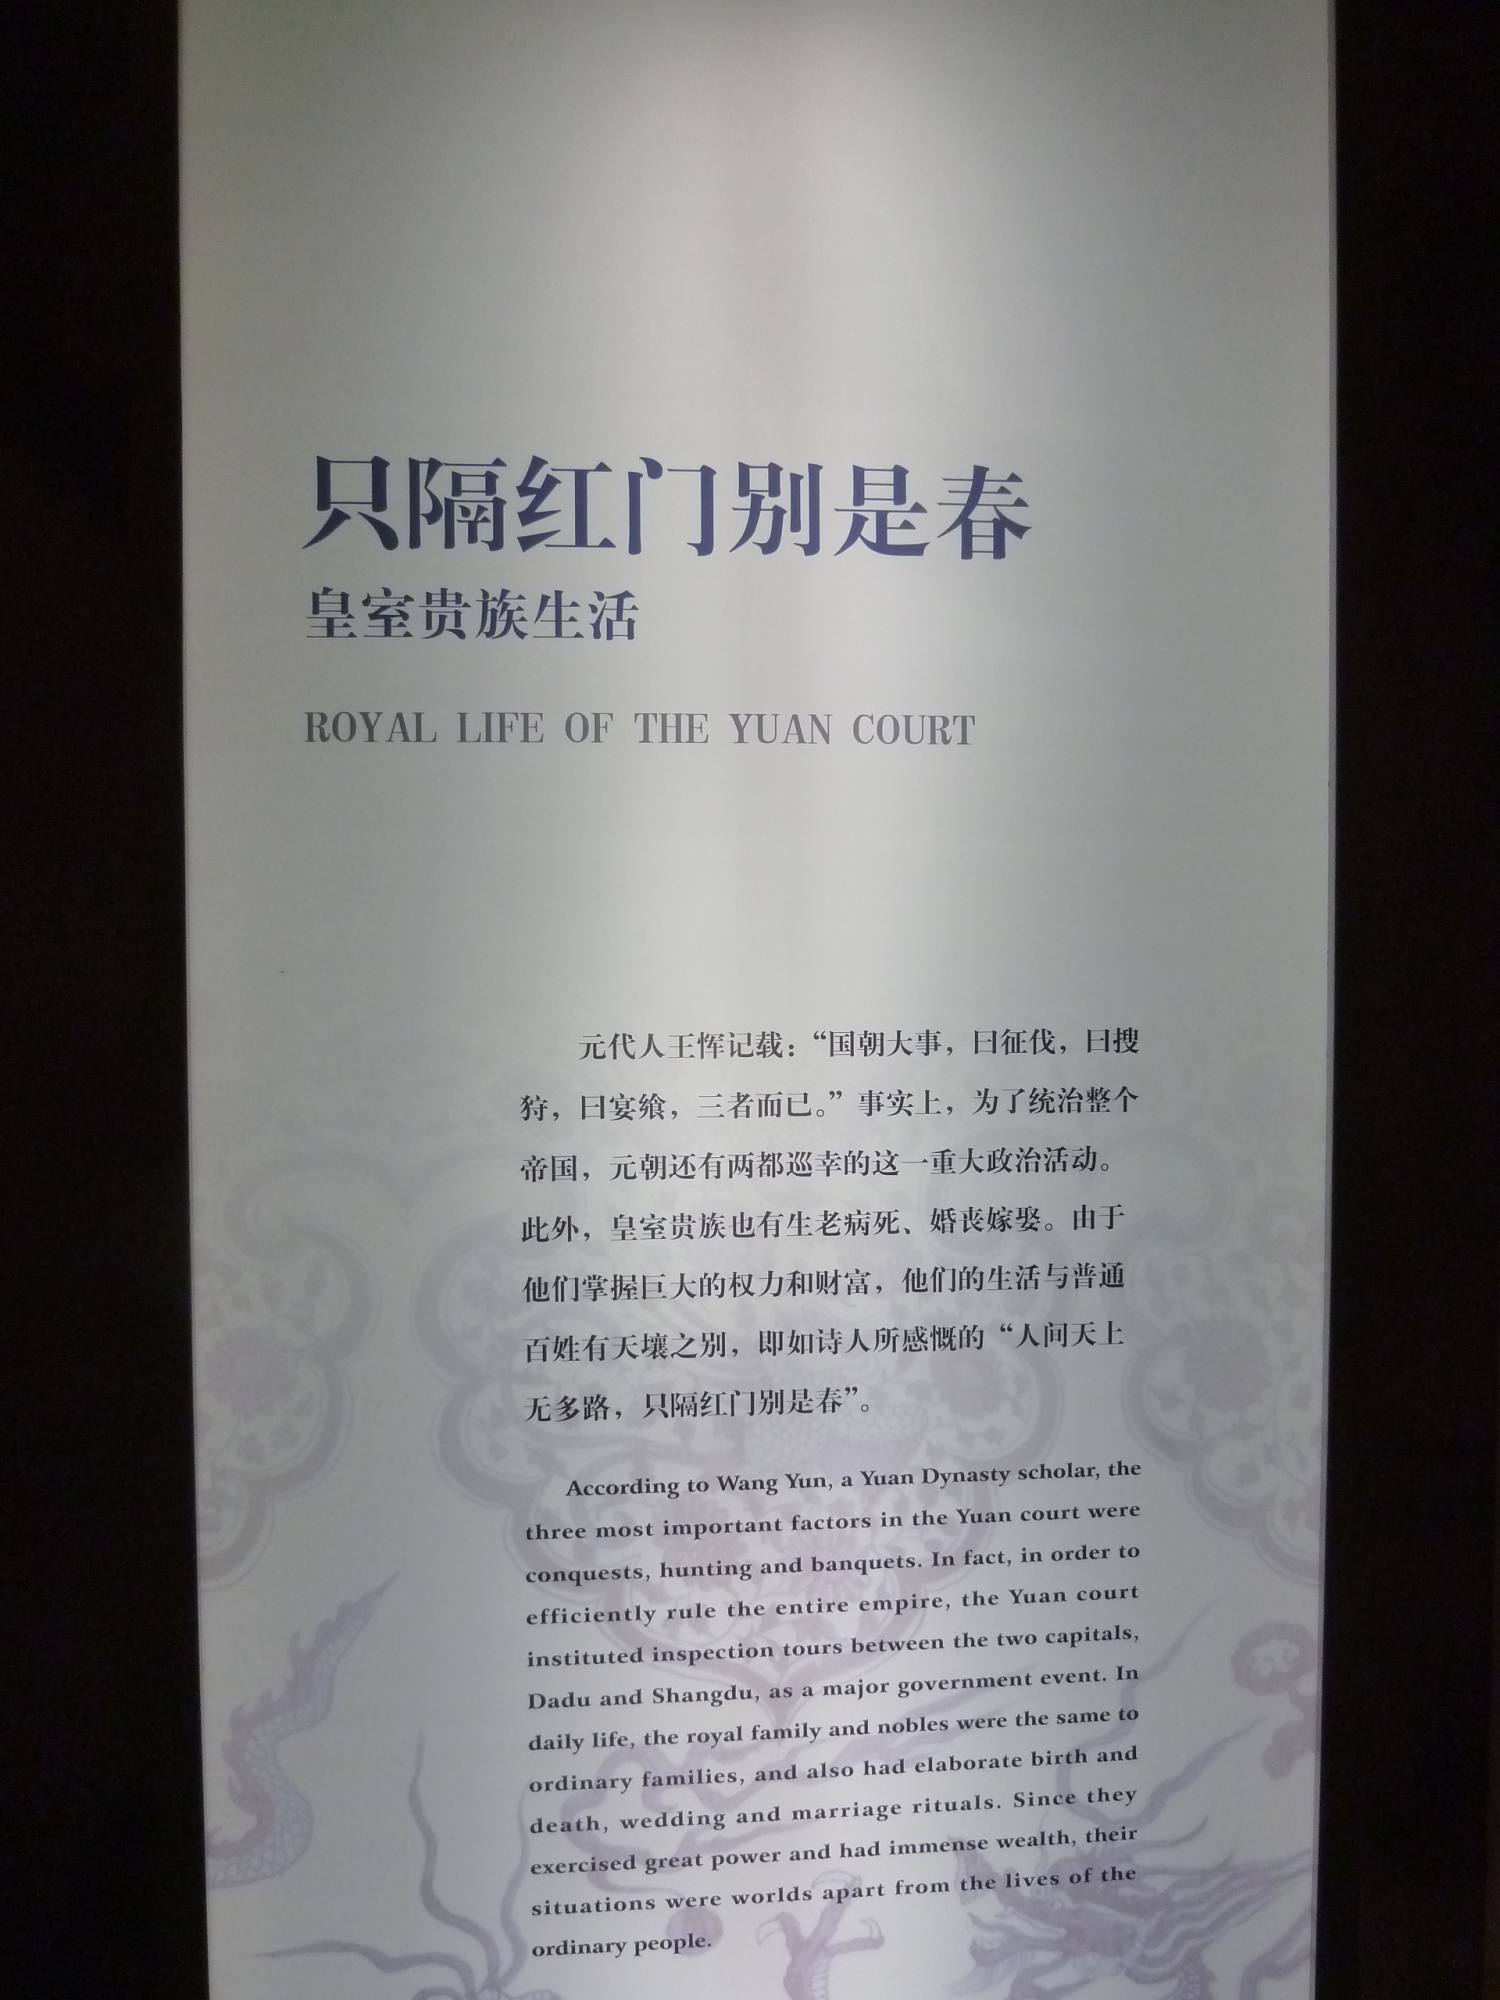 只隔红门别是春
皇室贵族生活
ROYAL LIFE OF THE YUAN COURT
元代人王恽记载：“国朝大事，曰征伐，曰搜
狩，曰宴飨，三者而已。”事实上，为了统治整个
帝国，元朝还有两都巡幸的这一重大政治活动。
此外，皇室贵族也有生老病死、婚丧嫁娶。由于
他们掌握巨大的权力和财富，他们的生活与普通
百姓有天壤之别，即如诗人所感慨的“人间天上
无多路，只隔红门别是春”。
According to Wang Yun, a Yuan Dynasty scholar, the
three most important factors in the Yuan court were
conquests, hunting and banquets. In fact, in order to
efficiently rule the entire empire, the Yuan court
instituted inspection tours between the two capitals,
Dadu and Shangdu, as a major government event. In
daily life, the royal family and nobles were the same to
ordinary families, and also had elaborate birth and
death, wedding and marriage rituals. Since they
exercised great power and had immense wealth, their
situations were worlds apart from the lives of the
ordinary people.